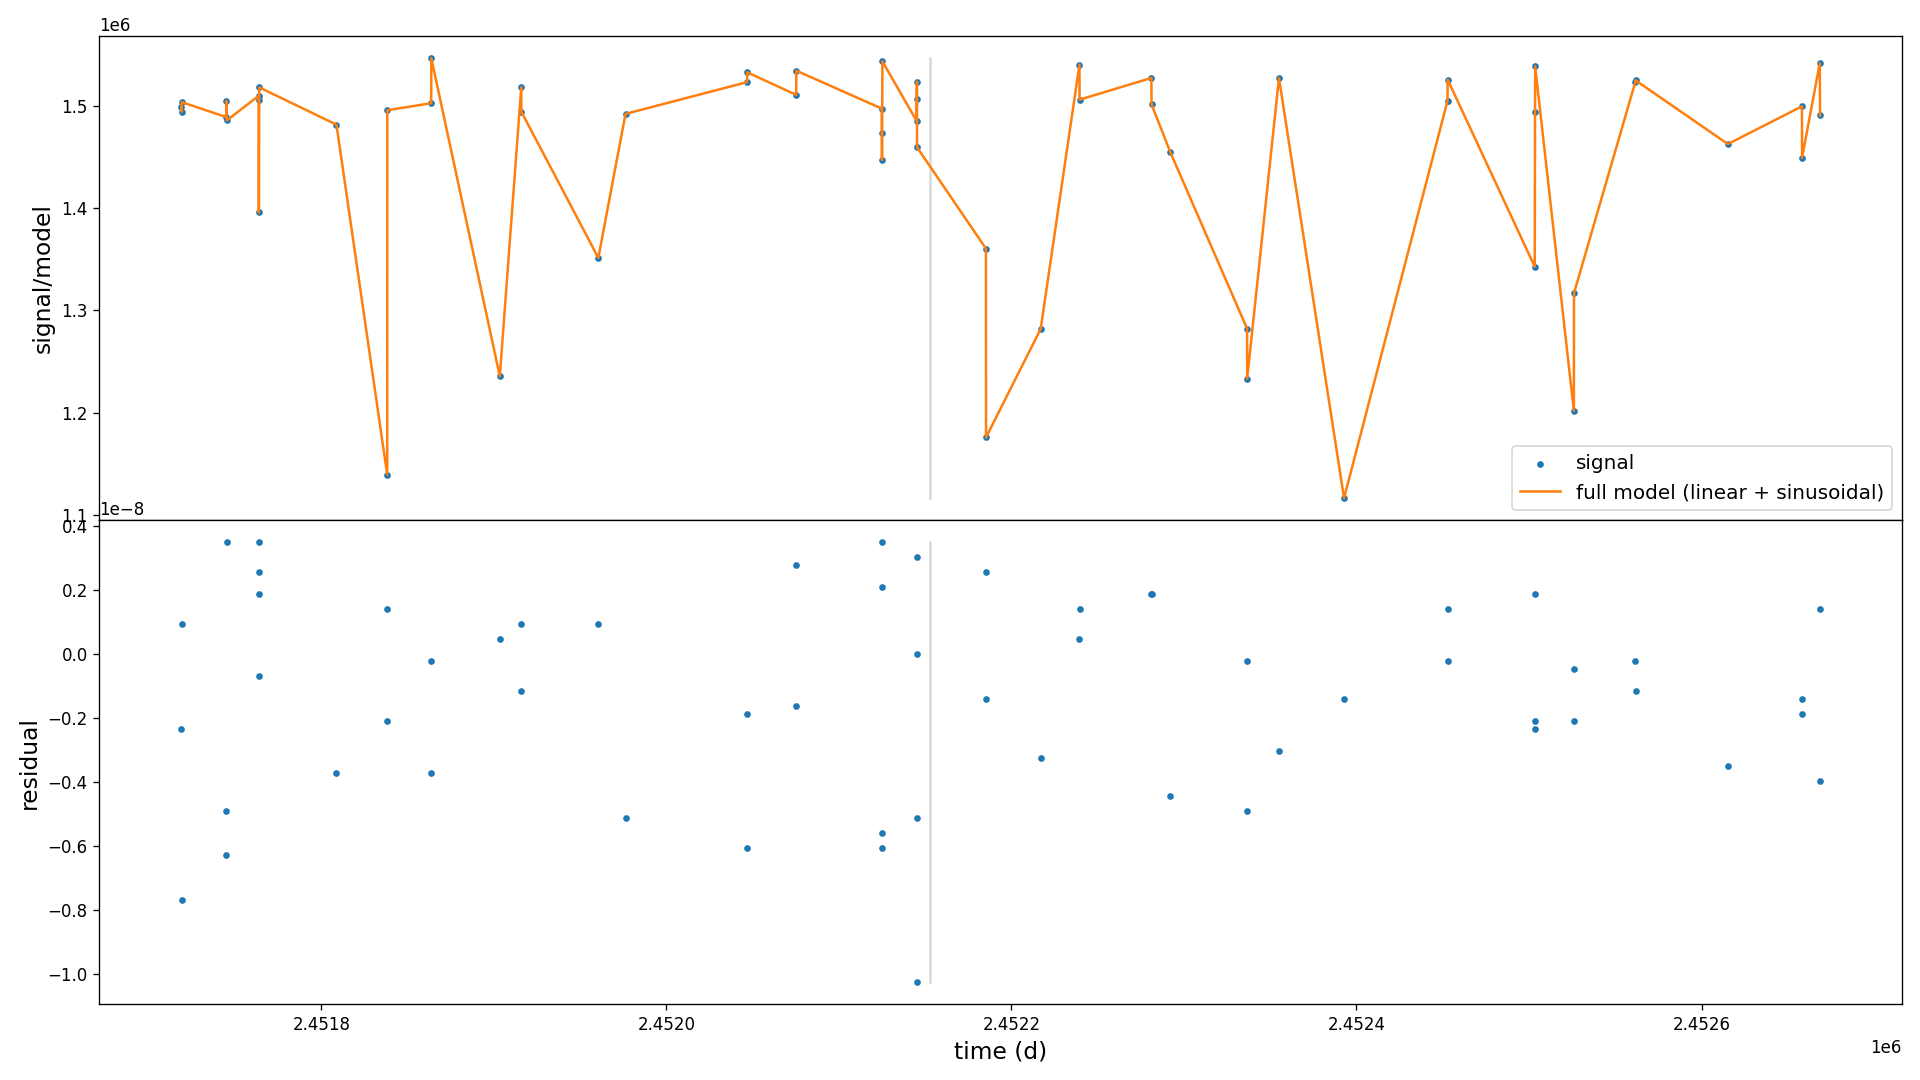 1e6
1.5
1.4
1.3
1.2
1.1
signal/model
signal
full model (linear + sinusoidal)
1e−8
0.4
0.2
0.0
−0.2
−0.4
−0.6
−0.8
−1.0
residual
2.4518
2.4520
2.4522
2.4524
2.4526
time (d)
1e6